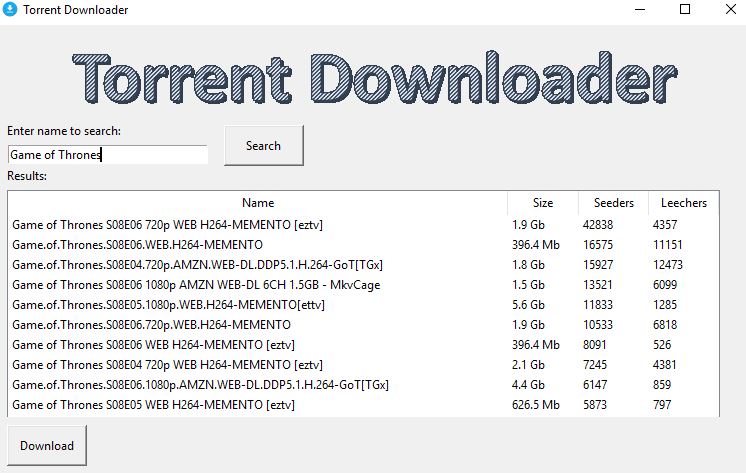 Torrent Downloader
Torrent Downloader
Enter name to search:
Game of Thrones
Search
Results:
Name Size Seeders Leechers
Game of Thrones S08E06 720p WEB H264-MEMENTO [eztv] 1.9 Gb 42838 4357
Game.of.Thrones.S08E06.WEB.H264-MEMENTO 396.4 Mb 16575 11151
Game.of.Thrones.S08E04.720p.AMZN.WEB-DL.DDP5.1.H.264-GoT[TGx] 1.8 Gb 15927 12473
Game of Thrones S08E06 1080p AMZN WEB-DL 6CH 1.5GB - MkvCage 1.5 Gb 13521 6099
Game.of.Thrones.S08E05.1080p.WEB.H264-MEMENTO[ettv] 5.6 Gb 11833 1285
Game.of.Thrones.S08E06.720p.WEB.H264-MEMENTO 1.9 Gb 10533 6818
Game of Thrones S08E06 WEB H264-MEMENTO [eztv] 396.4 Mb 8091 526
Game of Thrones S08E04 720p WEB H264-MEMENTO [eztv] 2.1 Gb 7245 4381
Game.of.Thrones.S08E06.1080p.AMZN.WEB-DL.DDP5.1.H.264-GoT[TGx] 4.4 Gb 6147 859
Game of Thrones S08E05 WEB H264-MEMENTO [eztv] 626.5 Mb 5873 797
Download